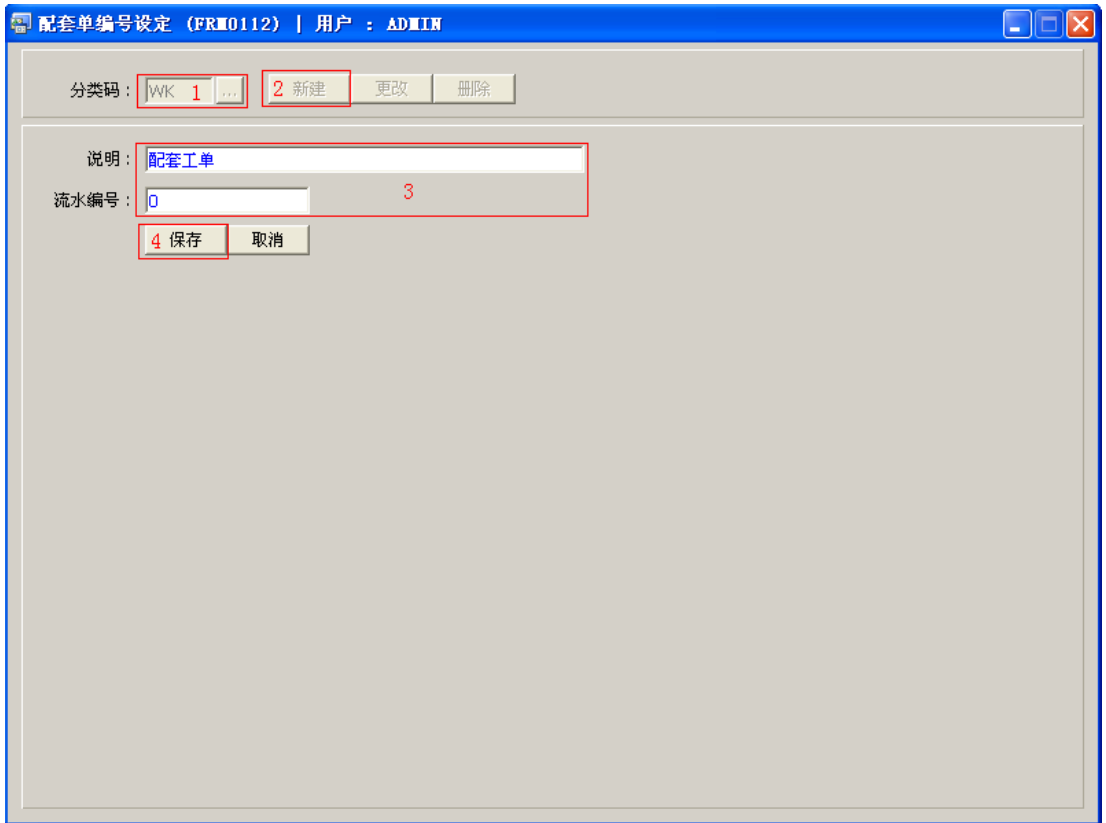 配套单编号设定 (FRM0112) | 用户 : ADMIN
分类码: WK 1 ... 2 新建 更改 删除
说明: 配套工单
流水编号: 0 3
4 保存 取消